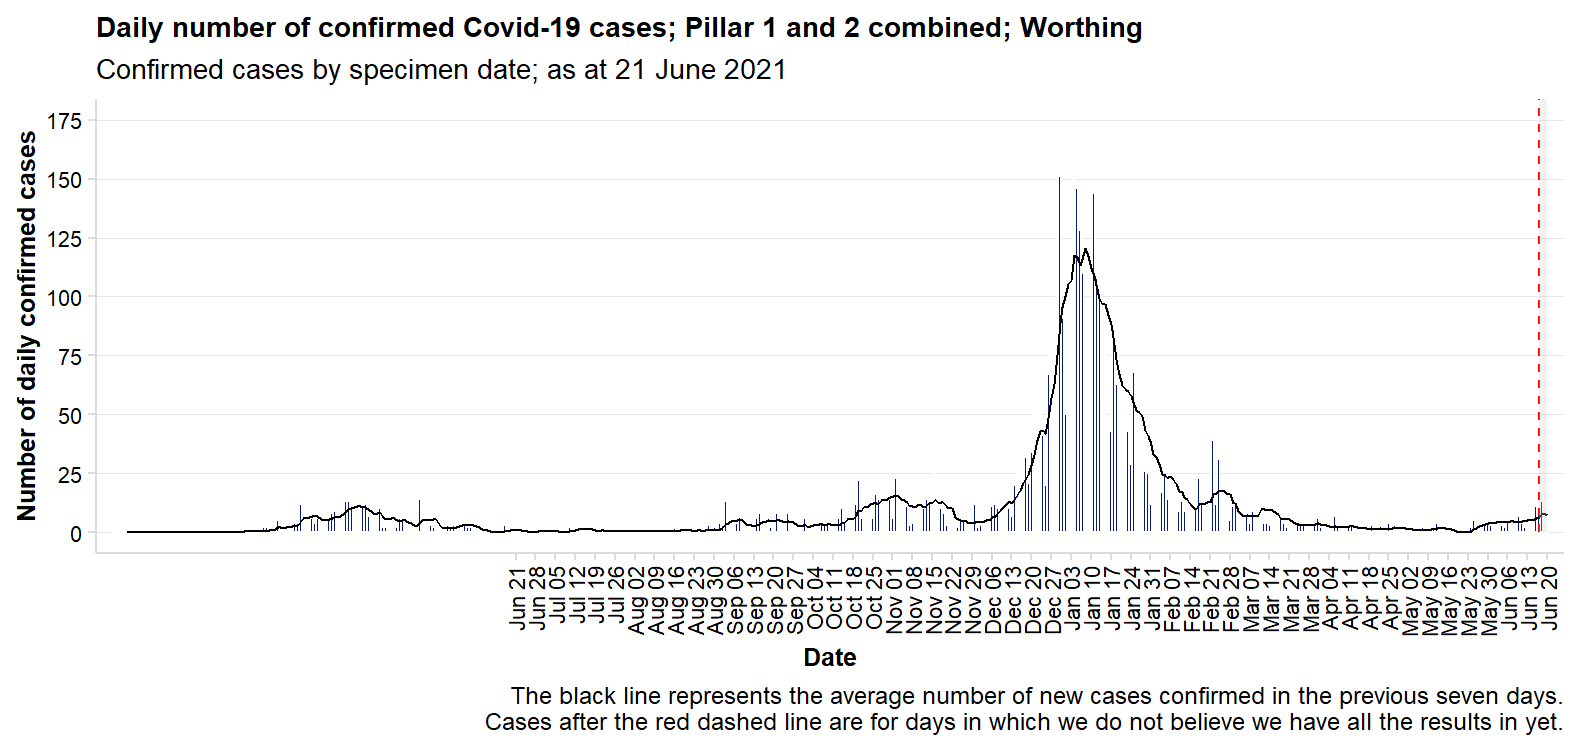 Daily number of confirmed Covid-19 cases; Pillar 1 and 2 combined; Worthing
Confirmed cases by specimen date; as at 21 June 2021
Number of daily confirmed cases
175
150
125
100
75
50
25
0
Jun 21
Jun 28
Jul 05
Jul 12
Jul 19
Jul 26
Aug 02
Aug 09
Aug 16
Aug 23
Aug 30
Sep 06
Sep 13
Sep 20
Sep 27
Oct 04
Oct 11
Oct 18
Oct 25
Nov 01
Nov 08
Nov 15
Nov 22
Nov 29
Dec 06
Dec 13
Dec 20
Dec 27
Jan 03
Jan 10
Jan 17
Jan 24
Jan 31
Feb 07
Feb 14
Feb 21
Feb 28
Mar 07
Mar 14
Mar 21
Mar 28
Apr 04
Apr 11
Apr 18
Apr 25
May 02
May 09
May 16
May 23
May 30
Jun 06
Jun 13
Jun 20
Date
The black line represents the average number of new cases confirmed in the previous seven days.
Cases after the red dashed line are for days in which we do not believe we have all the results in yet.